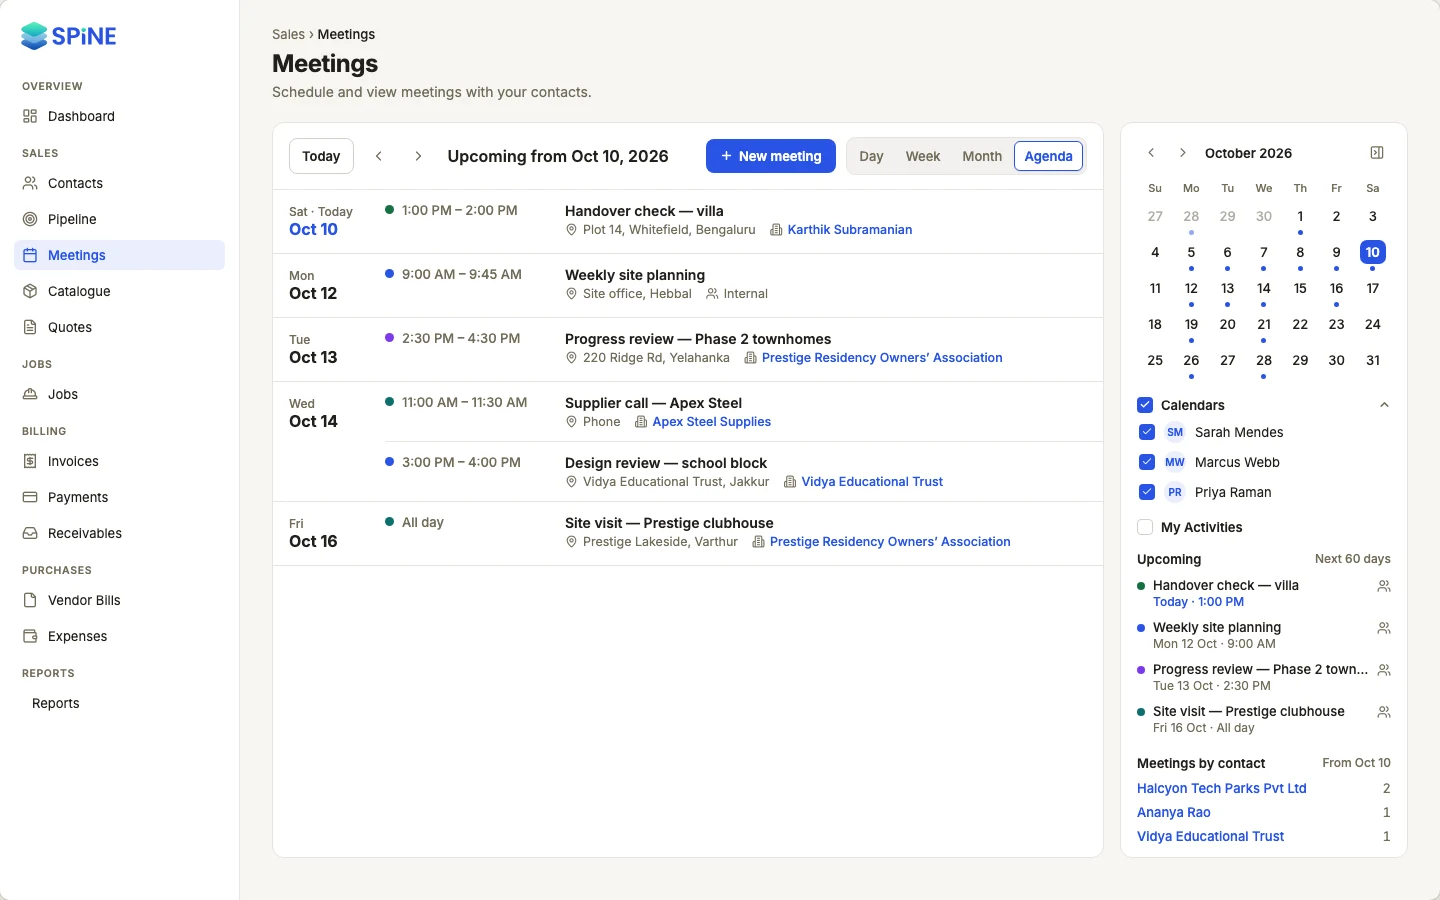 SPiNE
OVERVIEW
Dashboard
SALES
Contacts
Pipeline
Meetings
Catalogue
Quotes
JOBS
Jobs
BILLING
Invoices
Payments
Receivables
PURCHASES
Vendor Bills
Expenses
REPORTS
Reports
Sales › Meetings
Meetings
Schedule and view meetings with your contacts.
Today ‹ › Upcoming from Oct 10, 2026 + New meeting Day Week Month Agenda
Sat · Today
Oct 10
1:00 PM – 2:00 PM
Handover check — villa
Plot 14, Whitefield, Bengaluru Karthik Subramanian
Mon
Oct 12
9:00 AM – 9:45 AM
Weekly site planning
Site office, Hebbal Internal
Tue
Oct 13
2:30 PM – 4:30 PM
Progress review — Phase 2 townhomes
220 Ridge Rd, Yelahanka Prestige Residency Owners’ Association
Wed
Oct 14
11:00 AM – 11:30 AM
Supplier call — Apex Steel
Phone Apex Steel Supplies
3:00 PM – 4:00 PM
Design review — school block
Vidya Educational Trust, Jakkur Vidya Educational Trust
Fri
Oct 16
All day
Site visit — Prestige clubhouse
Prestige Lakeside, Varthur Prestige Residency Owners’ Association
‹ › October 2026
Su Mo Tu We Th Fr Sa
27 28 29 30 1 2 3
4 5 6 7 8 9 10
11 12 13 14 15 16 17
18 19 20 21 22 23 24
25 26 27 28 29 30 31
Calendars
SM Sarah Mendes
MW Marcus Webb
PR Priya Raman
My Activities
Upcoming Next 60 days
Handover check — villa
Today · 1:00 PM
Weekly site planning
Mon 12 Oct · 9:00 AM
Progress review — Phase 2 town...
Tue 13 Oct · 2:30 PM
Site visit — Prestige clubhouse
Fri 16 Oct · All day
Meetings by contact From Oct 10
Halcyon Tech Parks Pvt Ltd 2
Ananya Rao 1
Vidya Educational Trust 1